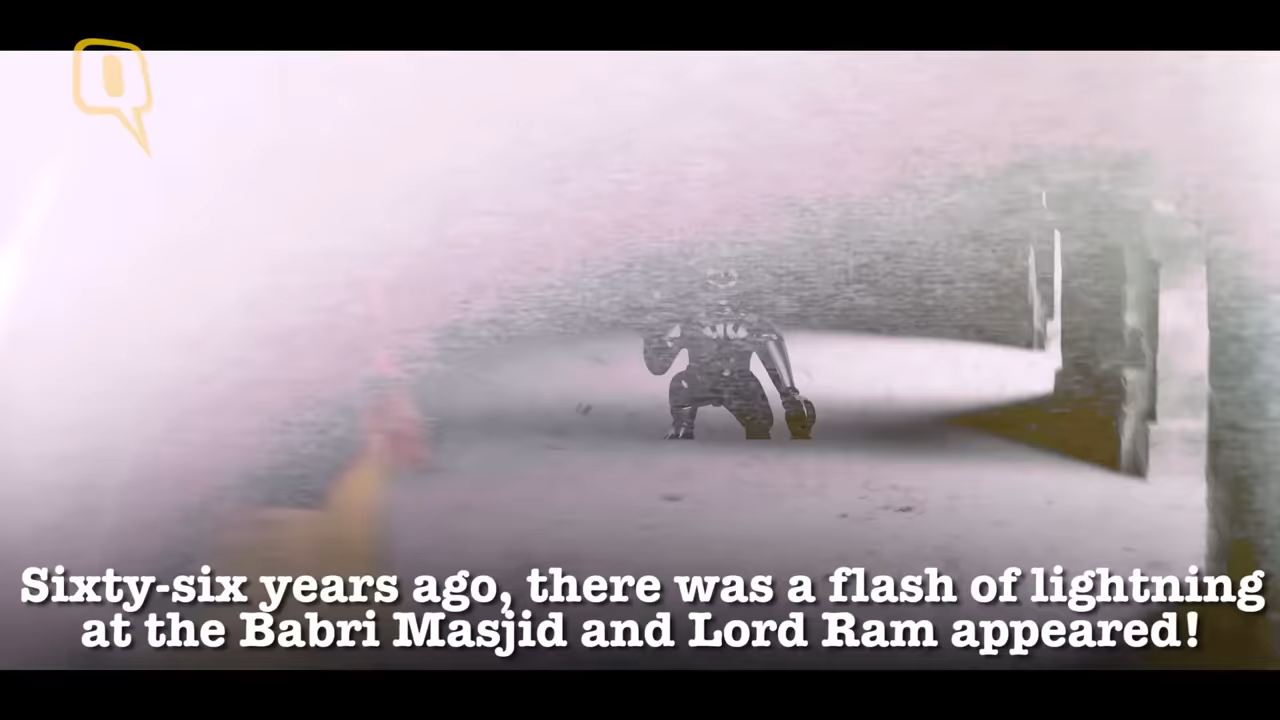 Sixty-six years ago, there was a flash of lightning
at the Babri Masjid and Lord Ram appeared!